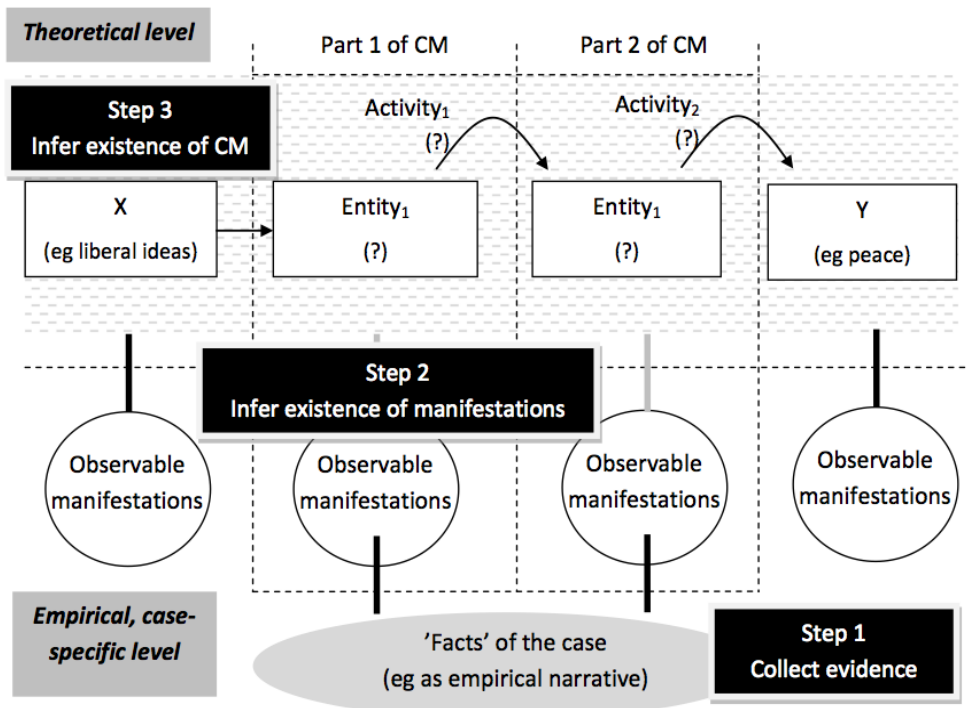 Theoretical level
Part 1 of CM
Part 2 of CM
Step 3
Infer existence of CM
Activity₁
(?)
Activity₂
(?)
X
(eg liberal ideas)
Entity₁
(?)
Entity₁
(?)
Y
(eg peace)
Step 2
Infer existence of manifestations
Observable
manifestations
Observable
manifestations
Observable
manifestations
Observable
manifestations
Empirical, case-
specific level
’Facts’ of the case
(eg as empirical narrative)
Step 1
Collect evidence